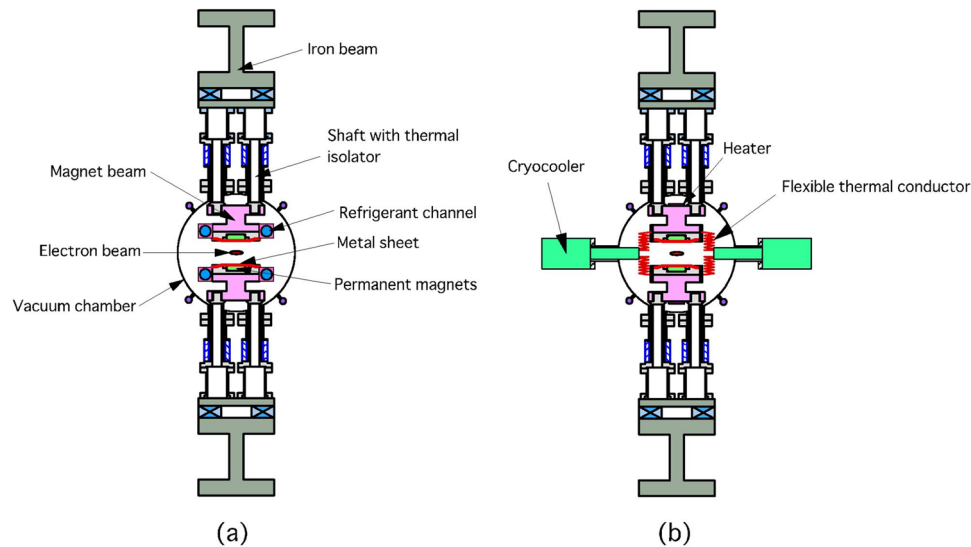 Iron beam
Shaft with thermal
isolator
Magnet beam
Refrigerant channel
Electron beam
Metal sheet
Permanent magnets
Vacuum chamber
(a)
Heater
Cryocooler
Flexible thermal conductor
(b)